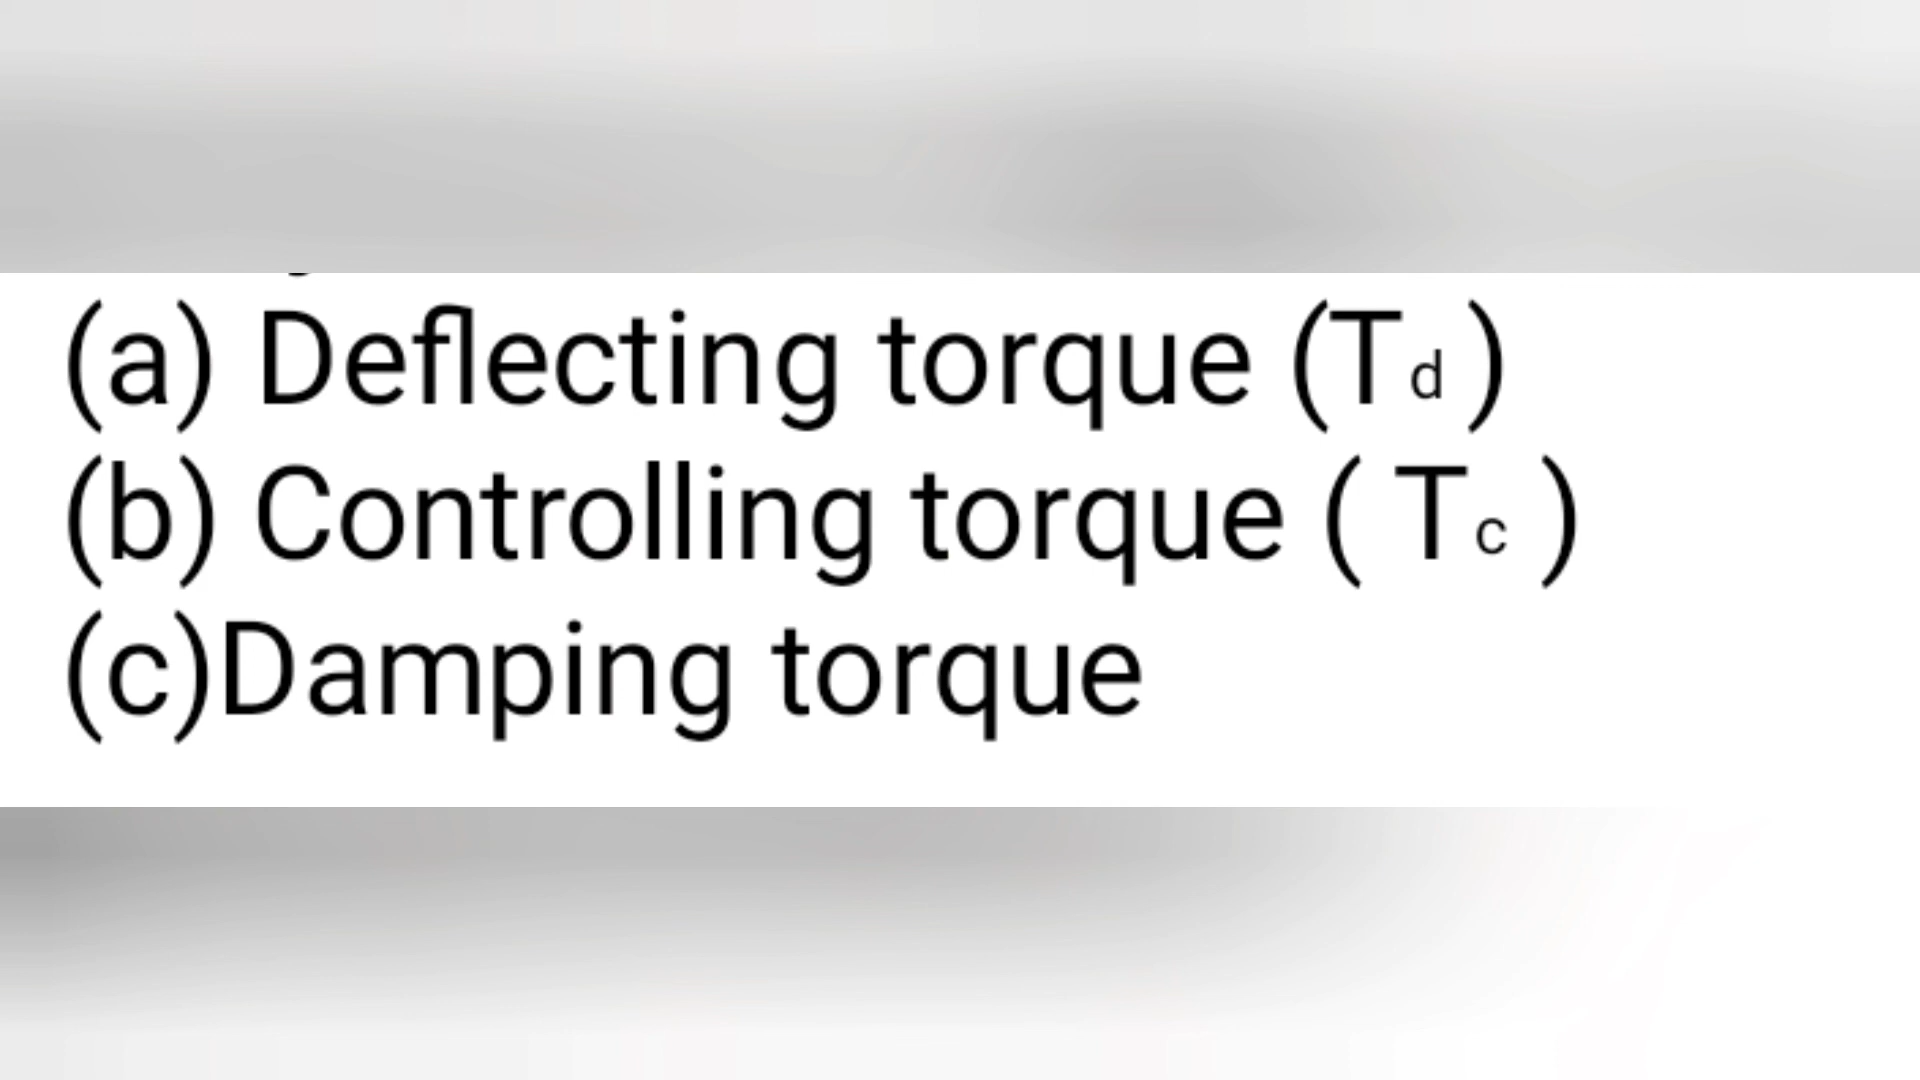 (a) Deflecting torque (Td )
(b) Controlling torque ( Tc )
(c)Damping torque